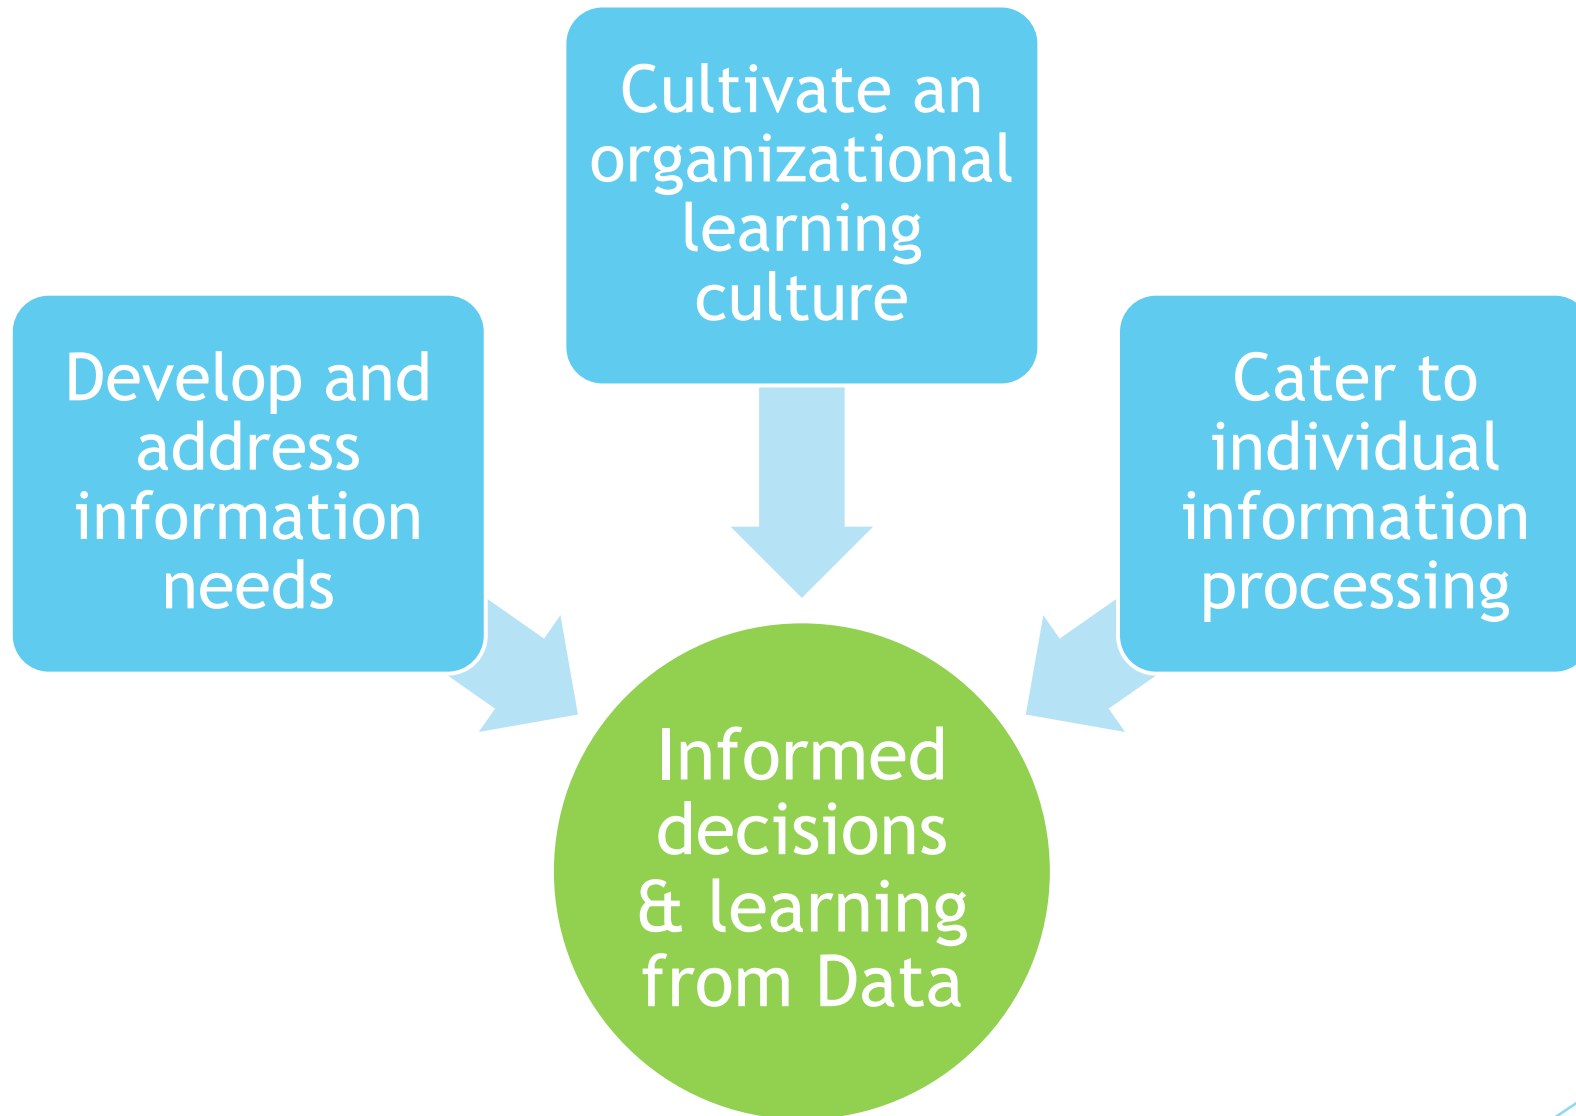 Cultivate an
organizational
learning
culture
Develop and
address
information
needs
Cater to
individual
information
processing
Informed
decisions
& learning
from Data